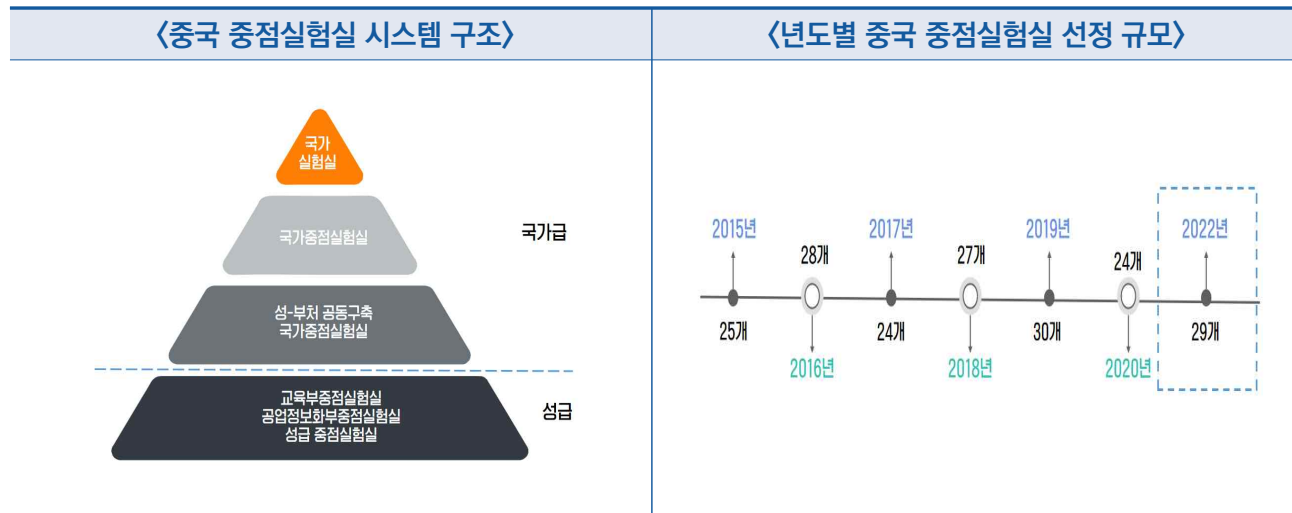 <중국 중점실험실 시스템 구조>
국가
실험실
국가중점실험실
국가급
성-부처 공동구축
국가중점실험실
교육부중점실험실
공업정보화부중점실험실
성급 중점실험실
성급
<년도별 중국 중점실험실 선정 규모>
2015년
25개
28개
2016년
2017년
24개
27개
2018년
2019년
30개
24개
2020년
2022년
29개